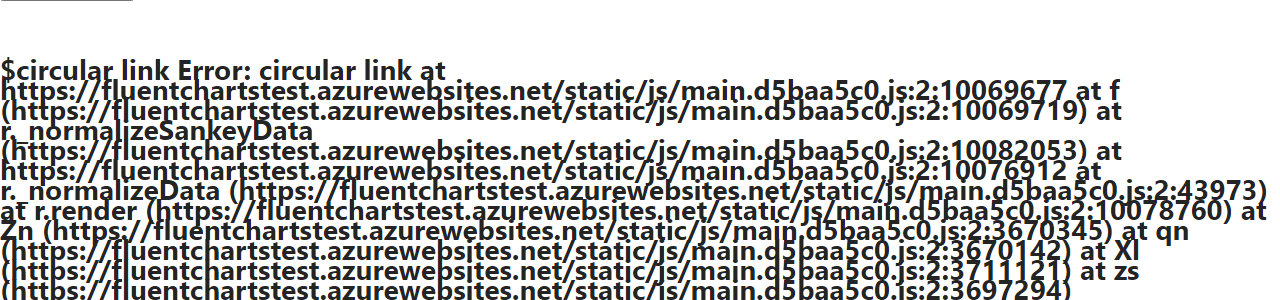 $circular link Error: circular link at
https://fluentchartstest.azurewebsites.net/static/js/main.d5baa5c0.js:2:10069677 at f
(https://fluentchartstest.azurewebsites.net/static/js/main.d5baa5c0.js:2:10069719) at
r._normalizeSankeyData
(https://fluentchartstest.azurewebsites.net/static/js/main.d5baa5c0.js:2:10082053) at
https://fluentchartstest.azurewebsites.net/static/js/main.d5baa5c0.js:2:10076912 at
r._normalizeData (https://fluentchartstest.azurewebsites.net/static/js/main.d5baa5c0.js:2:43973)
at r.render (https://fluentchartstest.azurewebsites.net/static/js/main.d5baa5c0.js:2:10078760) at
Zn (https://fluentchartstest.azurewebsites.net/static/js/main.d5baa5c0.js:2:3670345) at qn
(https://fluentchartstest.azurewebsites.net/static/js/main.d5baa5c0.js:2:3670142) at Xl
(https://fluentchartstest.azurewebsites.net/static/js/main.d5baa5c0.js:2:3711121) at zs
(https://fluentchartstest.azurewebsites.net/static/js/main.d5baa5c0.js:2:3697294)